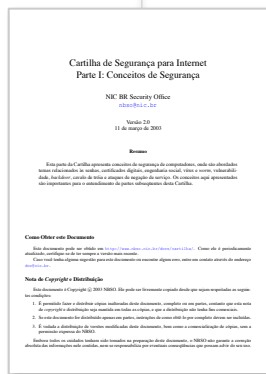 Cartilha de Segurança para Internet
Parte I: Conceitos de Segurança
NIC BR Security Office
nbso@nic.br
Versão 2.0
11 de março de 2003
Resumo
Esta parte da Cartilha apresenta conceitos de segurança de computadores, onde são abordados
temas relacionados às senhas, certificados digitais, engenharia social, vírus e worm, vulnerabili-
dade, backdoor, cavalo de tróia e ataques de negação de serviço. Os conceitos aqui apresentados
são importantes para o entendimento de partes subseqüentes desta Cartilha.
Como Obter este Documento
Este documento pode ser obtido em http://www.nbso.nic.br/docs/cartilha/. Como ele é periodicamente
atualizado, certifique-se de ter sempre a versão mais recente.
Caso você tenha alguma sugestão para este documento ou encontre algum erro, entre em contato através do endereço
doc@nic.br.
Nota de Copyright e Distribuição
Este documento é Copyright © 2003 NBSO. Ele pode ser livremente copiado desde que sejam respeitadas as seguin-
tes condições:
1. É permitido fazer e distribuir cópias inalteradas deste documento, completo ou em partes, contanto que esta nota
de copyright e distribuição seja mantida em todas as cópias, e que a distribuição não tenha fins comerciais.
2. Se este documento for distribuído apenas em partes, instruções de como obtê-lo por completo devem ser incluídas.
3. É vedada a distribuição de versões modificadas deste documento, bem como a comercialização de cópias, sem a
permissão expressa do NBSO.
Embora todos os cuidados tenham sido tomados na preparação deste documento, o NBSO não garante a correção
absoluta das informações nele contidas, nem se responsabiliza por eventuais conseqüências que possam advir do seu uso.